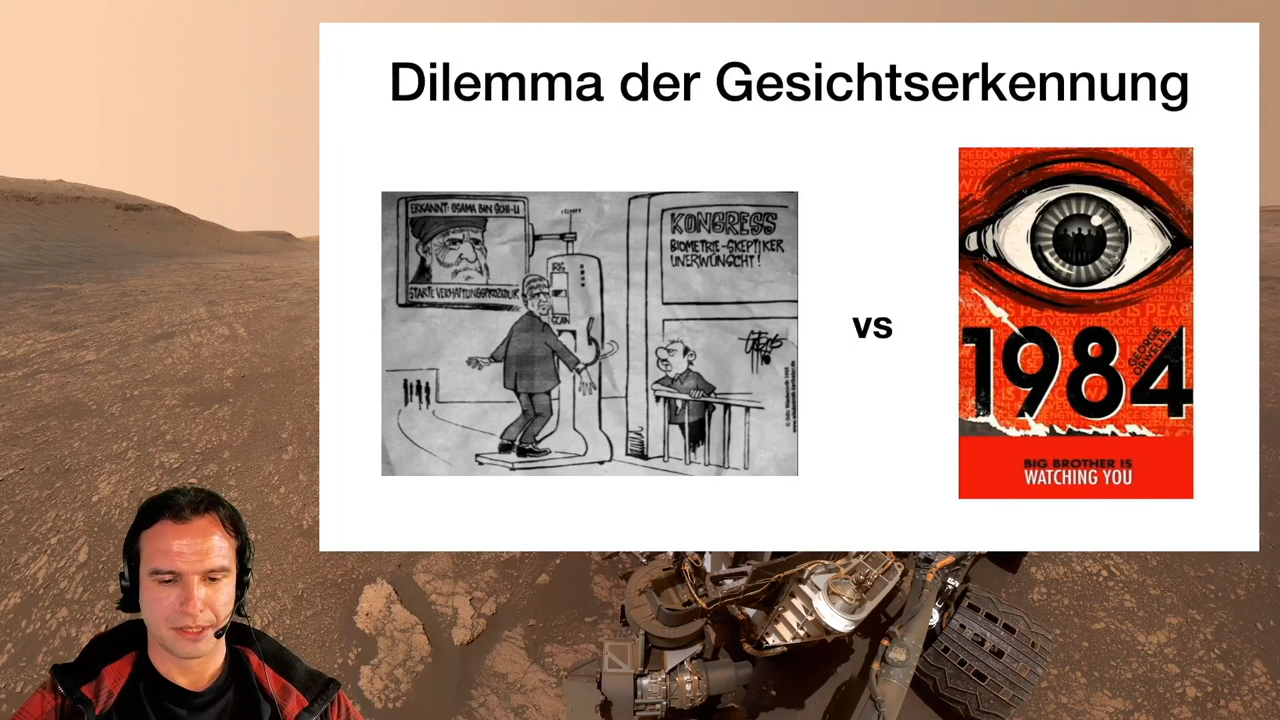 Dilemma der Gesichtserkennung
ERKANNT: OSAMA BIN SCHI-LI
STARTE VERHAFTUNGSPROZEDUR
IRIS
SCAN
KONGRESS
BIOMETRIE-SKEPTIKER
UNERWÜNSCHT!
vs
1984
GEORGE
ORWELL'S
BIG BROTHER IS
WATCHING YOU